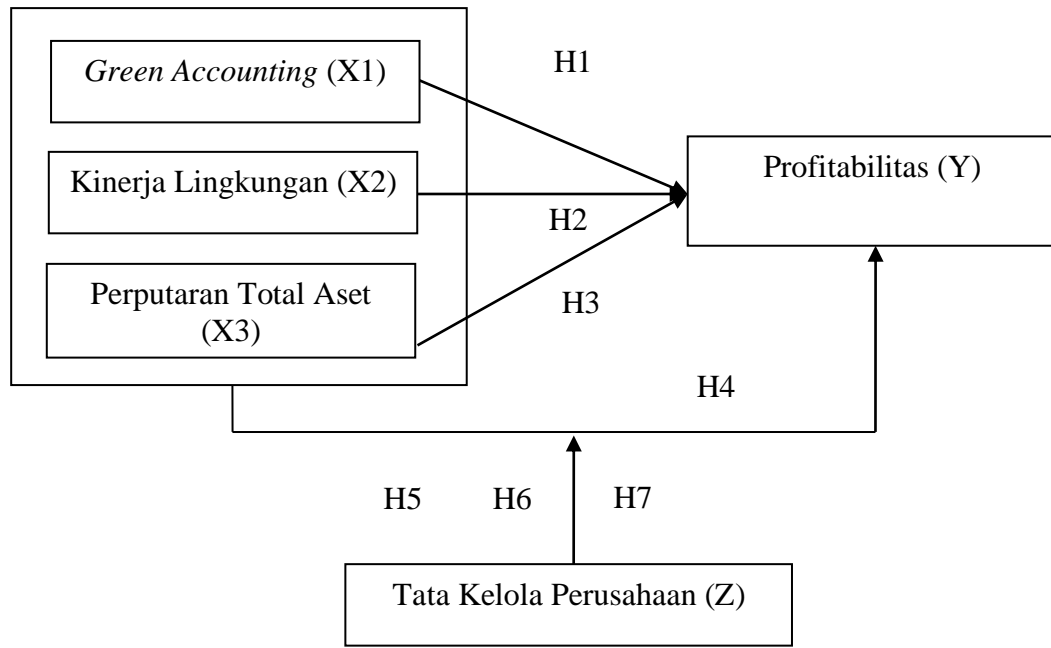 Green Accounting (X1)
H1
Kinerja Lingkungan (X2)
Profitabilitas (Y)
H2
Perputaran Total Aset
(X3)
H3
H4
H5 H6 H7
Tata Kelola Perusahaan (Z)